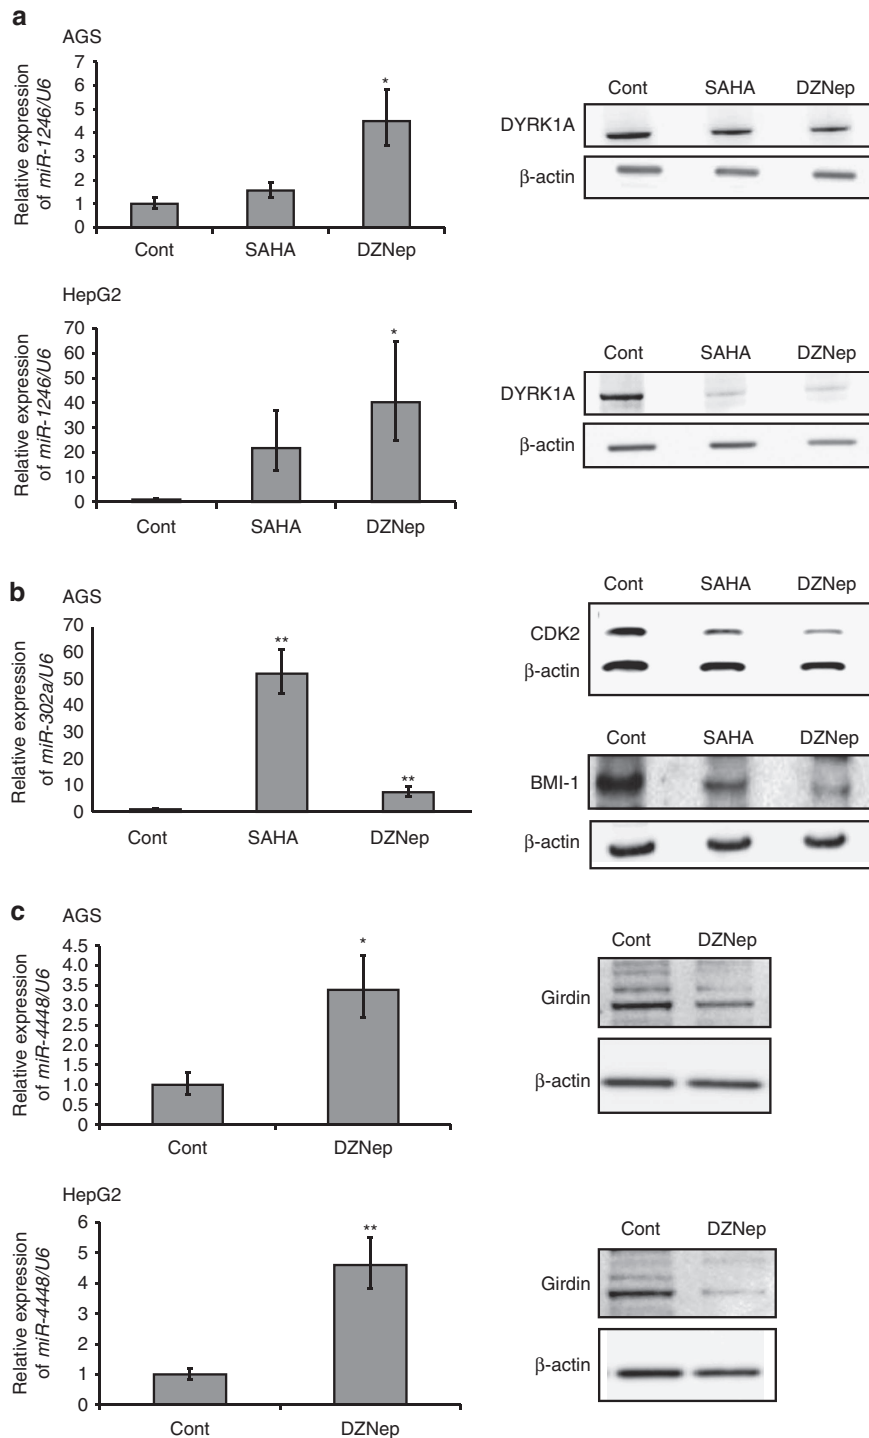 a
AGS
Relative expression
of miR-1246/U6
7
6
5
4
3
2
1
0
*
Cont SAHA DZNep
Cont SAHA DZNep
DYRK1A
β-actin
HepG2
Relative expression
of miR-1246/U6
70
60
50
40
30
20
10
0
*
Cont SAHA DZNep
Cont SAHA DZNep
DYRK1A
β-actin
b
AGS
Relative expression
of miR-302a/U6
70
60
50
40
30
20
10
0
**
**
Cont SAHA DZNep
Cont SAHA DZNep
CDK2
β-actin
Cont SAHA DZNep
BMI-1
β-actin
c
AGS
Relative expression
of miR-4448/U6
4.5
4.0
3.5
3.0
2.5
2.0
1.5
1.0
0.5
0
*
Cont DZNep
Cont DZNep
Girdin
β-actin
HepG2
Relative expression
of miR-4448/U6
6
5
4
3
2
1
0
**
Cont DZNep
Cont DZNep
Girdin
β-actin